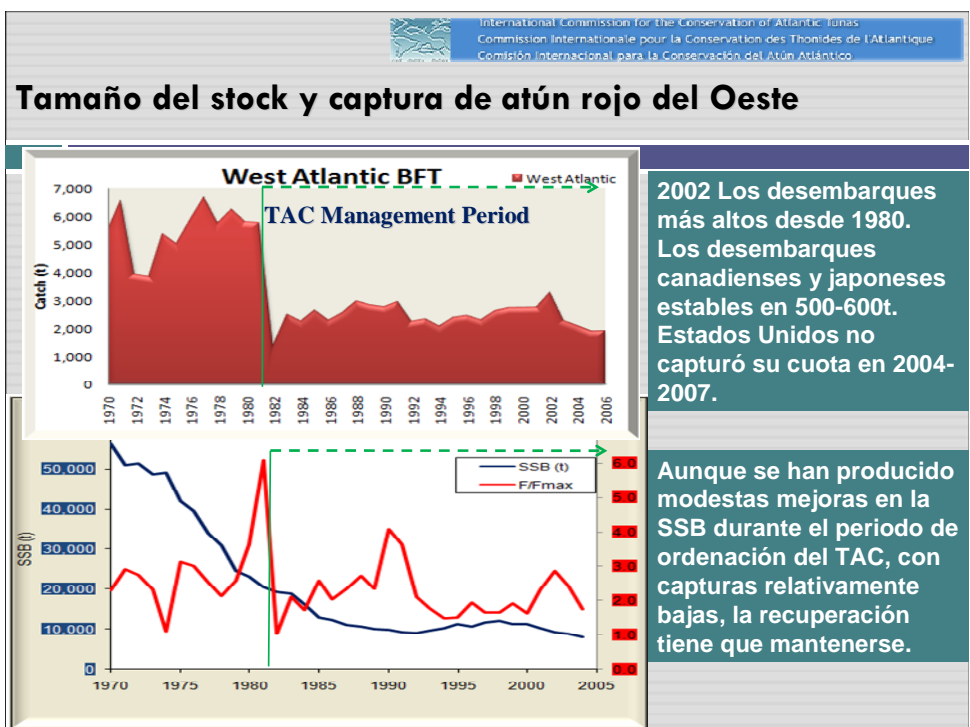 International Commission for the Conservation of Atlantic Tunas
Commission Internationale pour la Conservation des Thonides de l'Atlantique
Comisión Internacional para la Conservación del Atún Atlántico
Tamaño del stock y captura de atún rojo del Oeste
West Atlantic BFT
West Atlantic
TAC Management Period
Catch (t)
7,000
6,000
5,000
4,000
3,000
2,000
1,000
0
1970
1972
1974
1976
1978
1980
1982
1984
1986
1988
1990
1992
1994
1996
1998
2000
2002
2004
2006
2002 Los desembarques
más altos desde 1980.
Los desembarques
canadienses y japoneses
estables en 500-600t.
Estados Unidos no
capturó su cuota en 2004-
2007.
SSB (t)
F/Fmax
SSB (t)
50,000
40,000
30,000
20,000
10,000
0
6.0
5.0
4.0
3.0
2.0
1.0
0.0
1970
1975
1980
1985
1990
1995
2000
2005
Aunque se han producido
modestas mejoras en la
SSB durante el periodo de
ordenación del TAC, con
capturas relativamente
bajas, la recuperación
tiene que mantenerse.